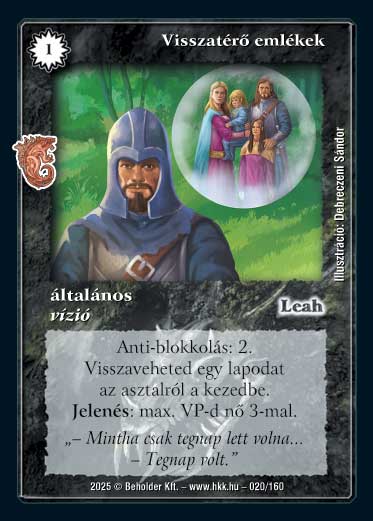 1
Visszatérő emlékek
Illusztráció: Debreczeni Sándor
általános
vízió
Leah
Anti-blokkolás: 2.
Visszaveheted egy lapodat
az asztalról a kezedbe.
Jelenés: max. VP-d nő 3-mal.
„– Mintha csak tegnap lett volna...
– Tegnap volt.”
2025 © Beholder Kft. – www.hkk.hu – 020/160